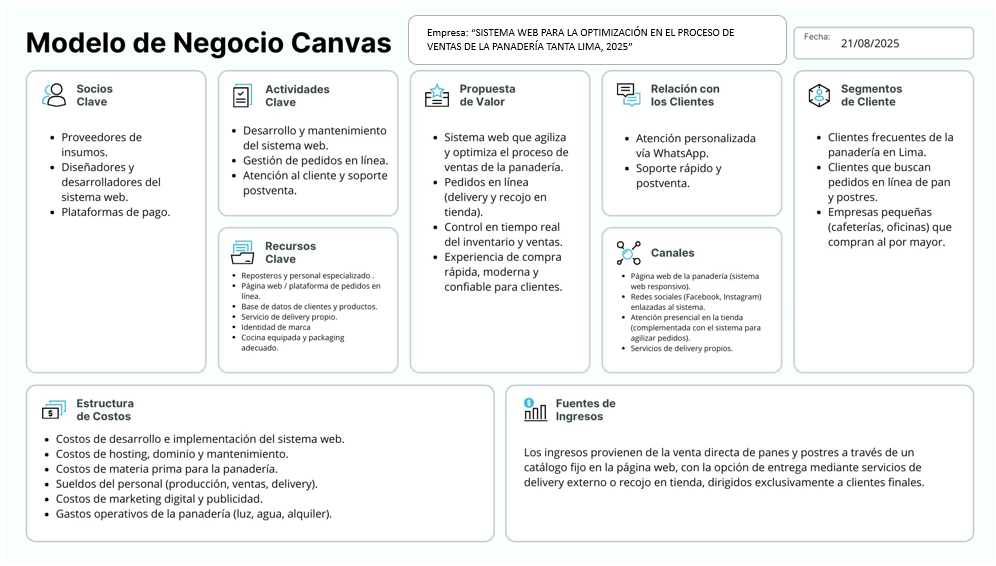 Modelo de Negocio Canvas
Empresa: “SISTEMA WEB PARA LA OPTIMIZACIÓN EN EL PROCESO DE
VENTAS DE LA PANADERÍA TANTA LIMA, 2025”
Fecha:
21/08/2025
Socios
Clave
• Proveedores de
insumos.
• Diseñadores y
desarrolladores del
sistema web.
• Plataformas de pago.
Actividades
Clave
• Desarrollo y mantenimiento
del sistema web.
• Gestión de pedidos en línea.
• Atención al cliente y soporte
postventa.
Recursos
Clave
• Reposteros y personal especializado .
• Página web / plataforma de pedidos en
línea.
• Base de datos de clientes y productos.
• Servicio de delivery propio.
• Identidad de marca
• Cocina equipada y packaging
adecuado.
Propuesta
de Valor
• Sistema web que agiliza
y optimiza el proceso de
ventas de la panadería.
• Pedidos en línea
(delivery y recojo en
tienda).
• Control en tiempo real
del inventario y ventas.
• Experiencia de compra
rápida, moderna y
confiable para clientes.
Relación con
los Clientes
• Atención personalizada
vía WhatsApp.
• Soporte rápido y
postventa.
Canales
• Página web de la panadería (sistema
web responsivo).
• Redes sociales (Facebook, Instagram)
enlazadas al sistema.
• Atención presencial en la tienda
(complementada con el sistema para
agilizar pedidos).
• Servicios de delivery propios.
Segmentos
de Cliente
• Clientes frecuentes de la
panadería en Lima.
• Clientes que buscan
pedidos en línea de pan
y postres.
• Empresas pequeñas
(cafeterías, oficinas) que
compran al por mayor.
Estructura
de Costos
• Costos de desarrollo e implementación del sistema web.
• Costos de hosting, dominio y mantenimiento.
• Costos de materia prima para la panadería.
• Sueldos del personal (producción, ventas, delivery).
• Costos de marketing digital y publicidad.
• Gastos operativos de la panadería (luz, agua, alquiler).
Fuentes de
Ingresos
Los ingresos provienen de la venta directa de panes y postres a través de un
catálogo fijo en la página web, con la opción de entrega mediante servicios de
delivery externo o recojo en tienda, dirigidos exclusivamente a clientes finales.